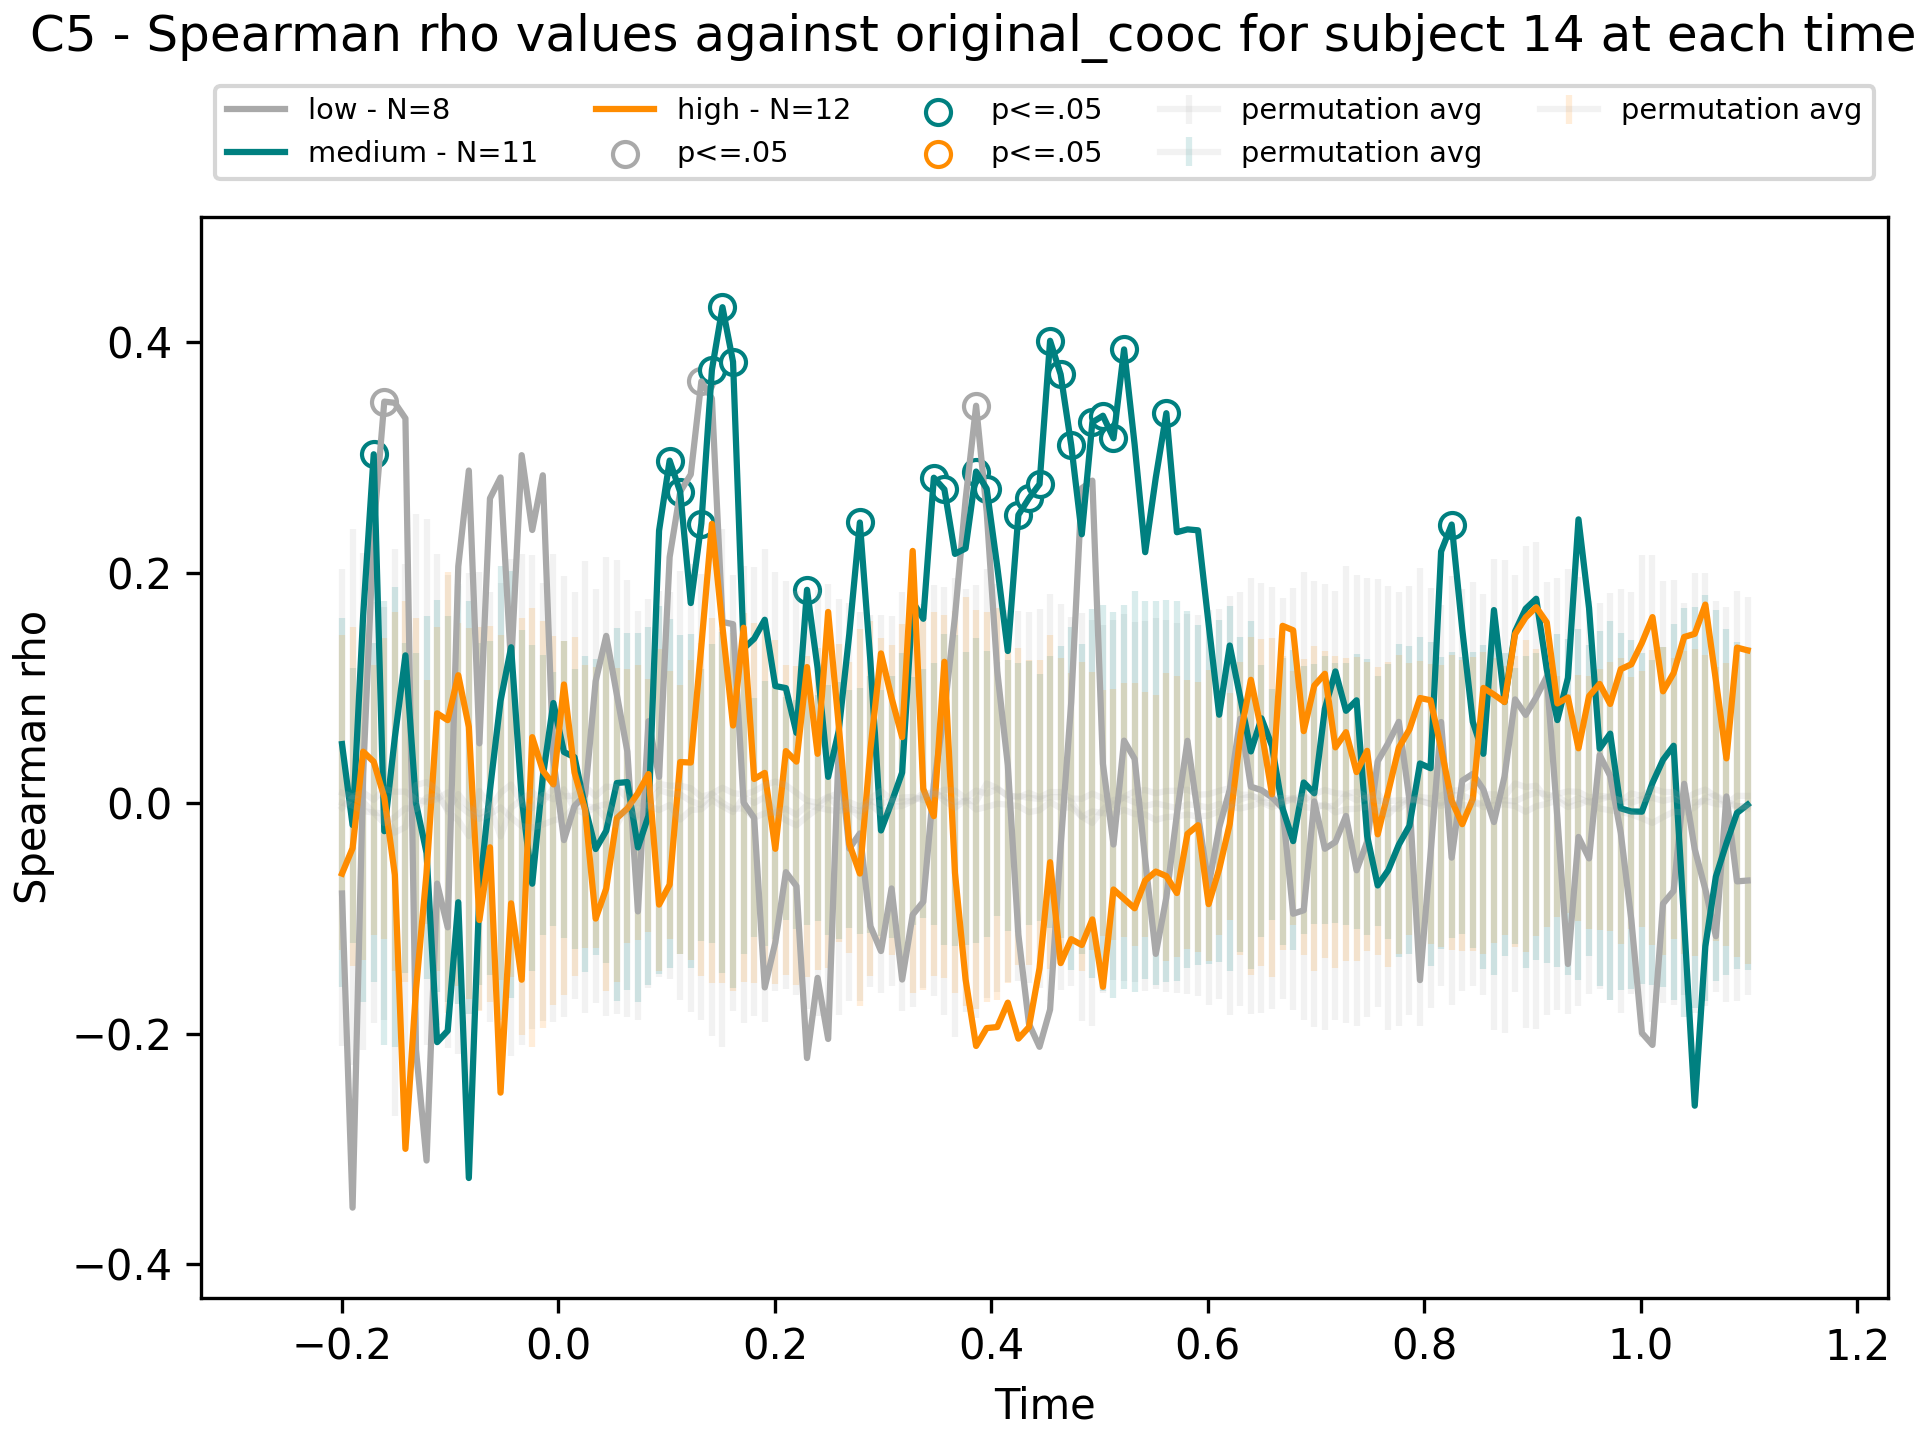 C5 - Spearman rho values against original_cooc for subject 14 at each time
low - N=8
medium - N=11
high - N=12
p<=.05
p<=.05
p<=.05
permutation avg
permutation avg
permutation avg
Spearman rho
0.4
0.2
0.0
−0.2
−0.4
−0.2 0.0 0.2 0.4 0.6 0.8 1.0 1.2
Time